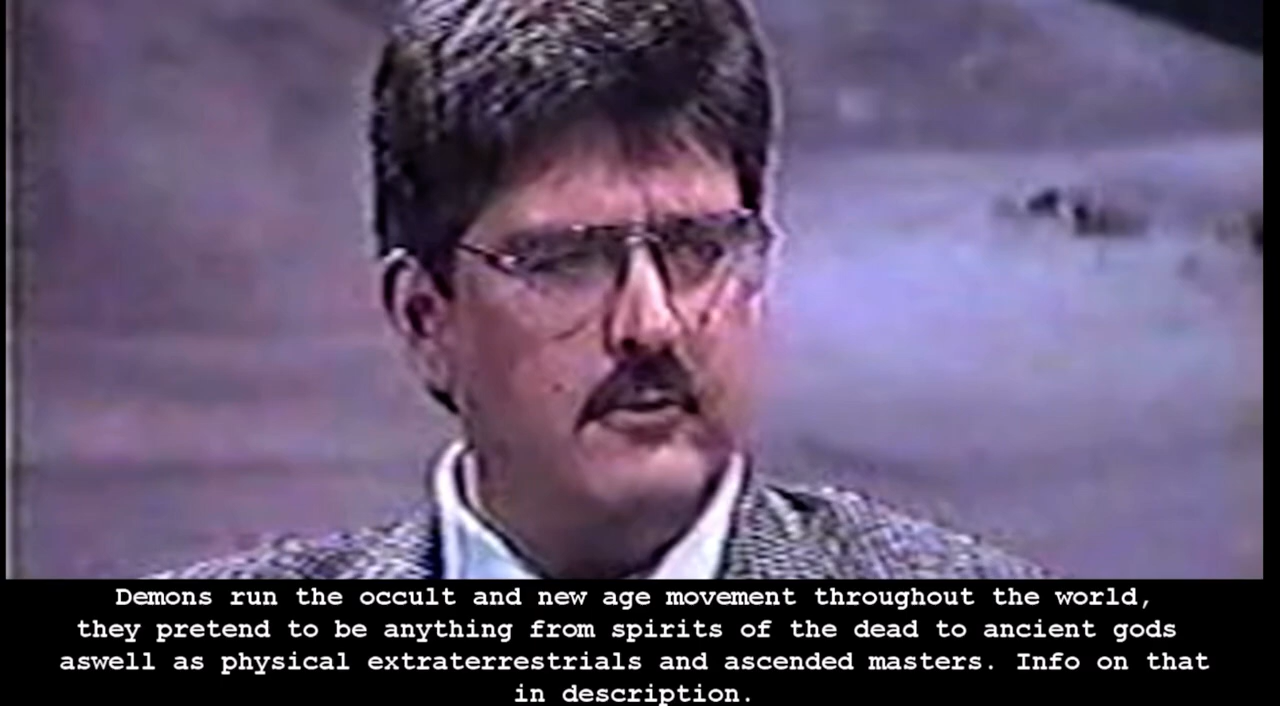 Demons run the occult and new age movement throughout the world,
they pretend to be anything from spirits of the dead to ancient gods
aswell as physical extraterrestrials and ascended masters. Info on that
in description.